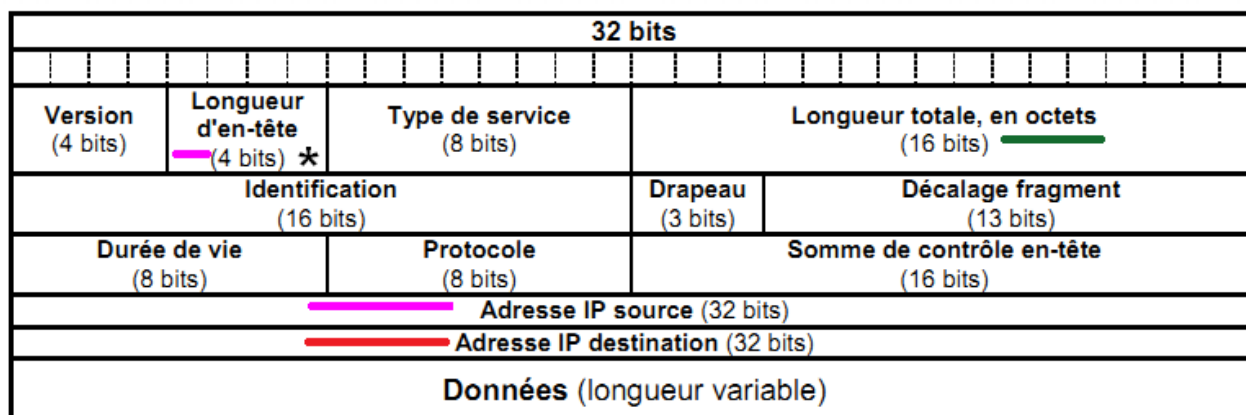 32 bits
Version
(4 bits)
Longueur
d'en-tête
(4 bits) *
Type de service
(8 bits)
Longueur totale, en octets
(16 bits)
Identification
(16 bits)
Drapeau
(3 bits)
Décalage fragment
(13 bits)
Durée de vie
(8 bits)
Protocole
(8 bits)
Somme de contrôle en-tête
(16 bits)
Adresse IP source (32 bits)
Adresse IP destination (32 bits)
Données (longueur variable)